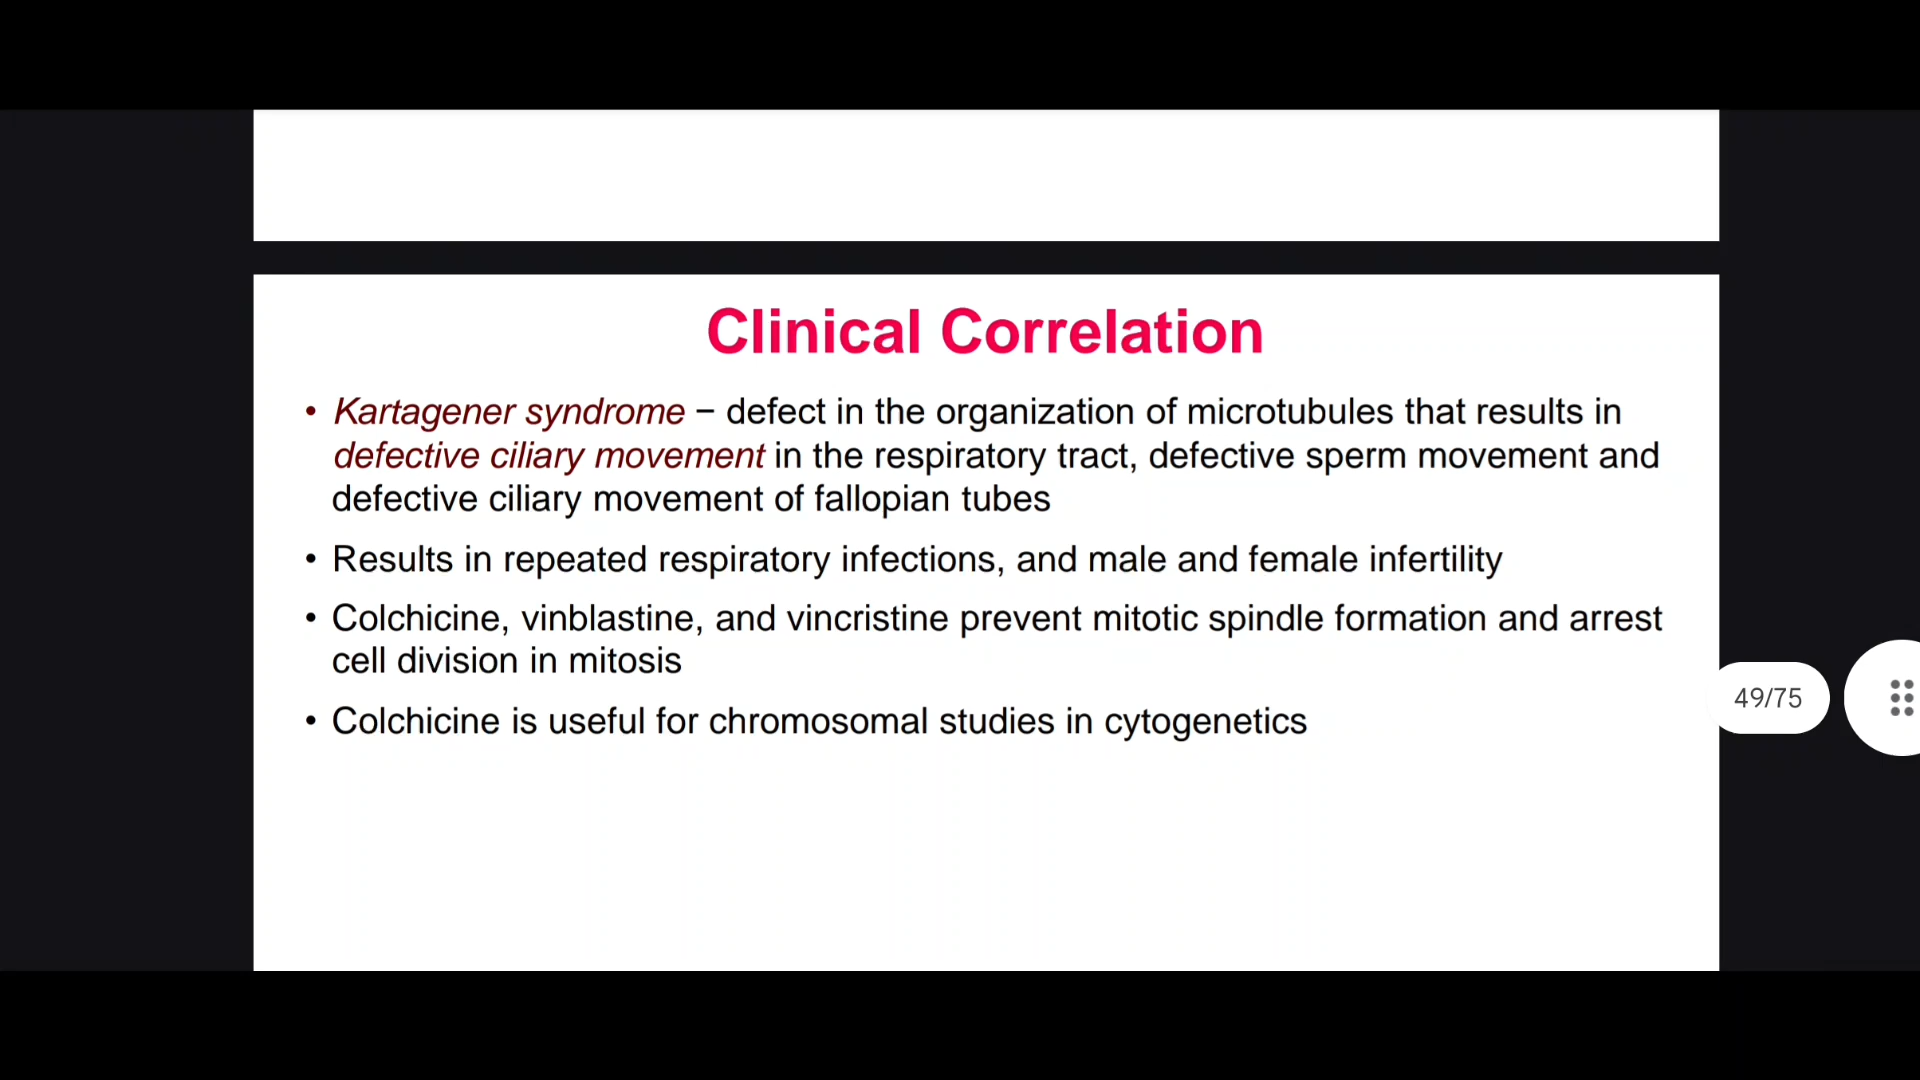 Clinical Correlation
• Kartagener syndrome – defect in the organization of microtubules that results in
defective ciliary movement in the respiratory tract, defective sperm movement and
defective ciliary movement of fallopian tubes
• Results in repeated respiratory infections, and male and female infertility
• Colchicine, vinblastine, and vincristine prevent mitotic spindle formation and arrest
cell division in mitosis
49/75
• Colchicine is useful for chromosomal studies in cytogenetics